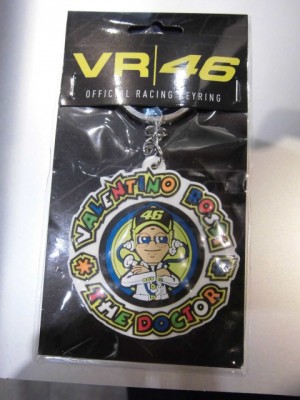 VR|46
OFFICIAL RACING KEYRING
VALENTINO ROSSI
46
THE DOCTOR